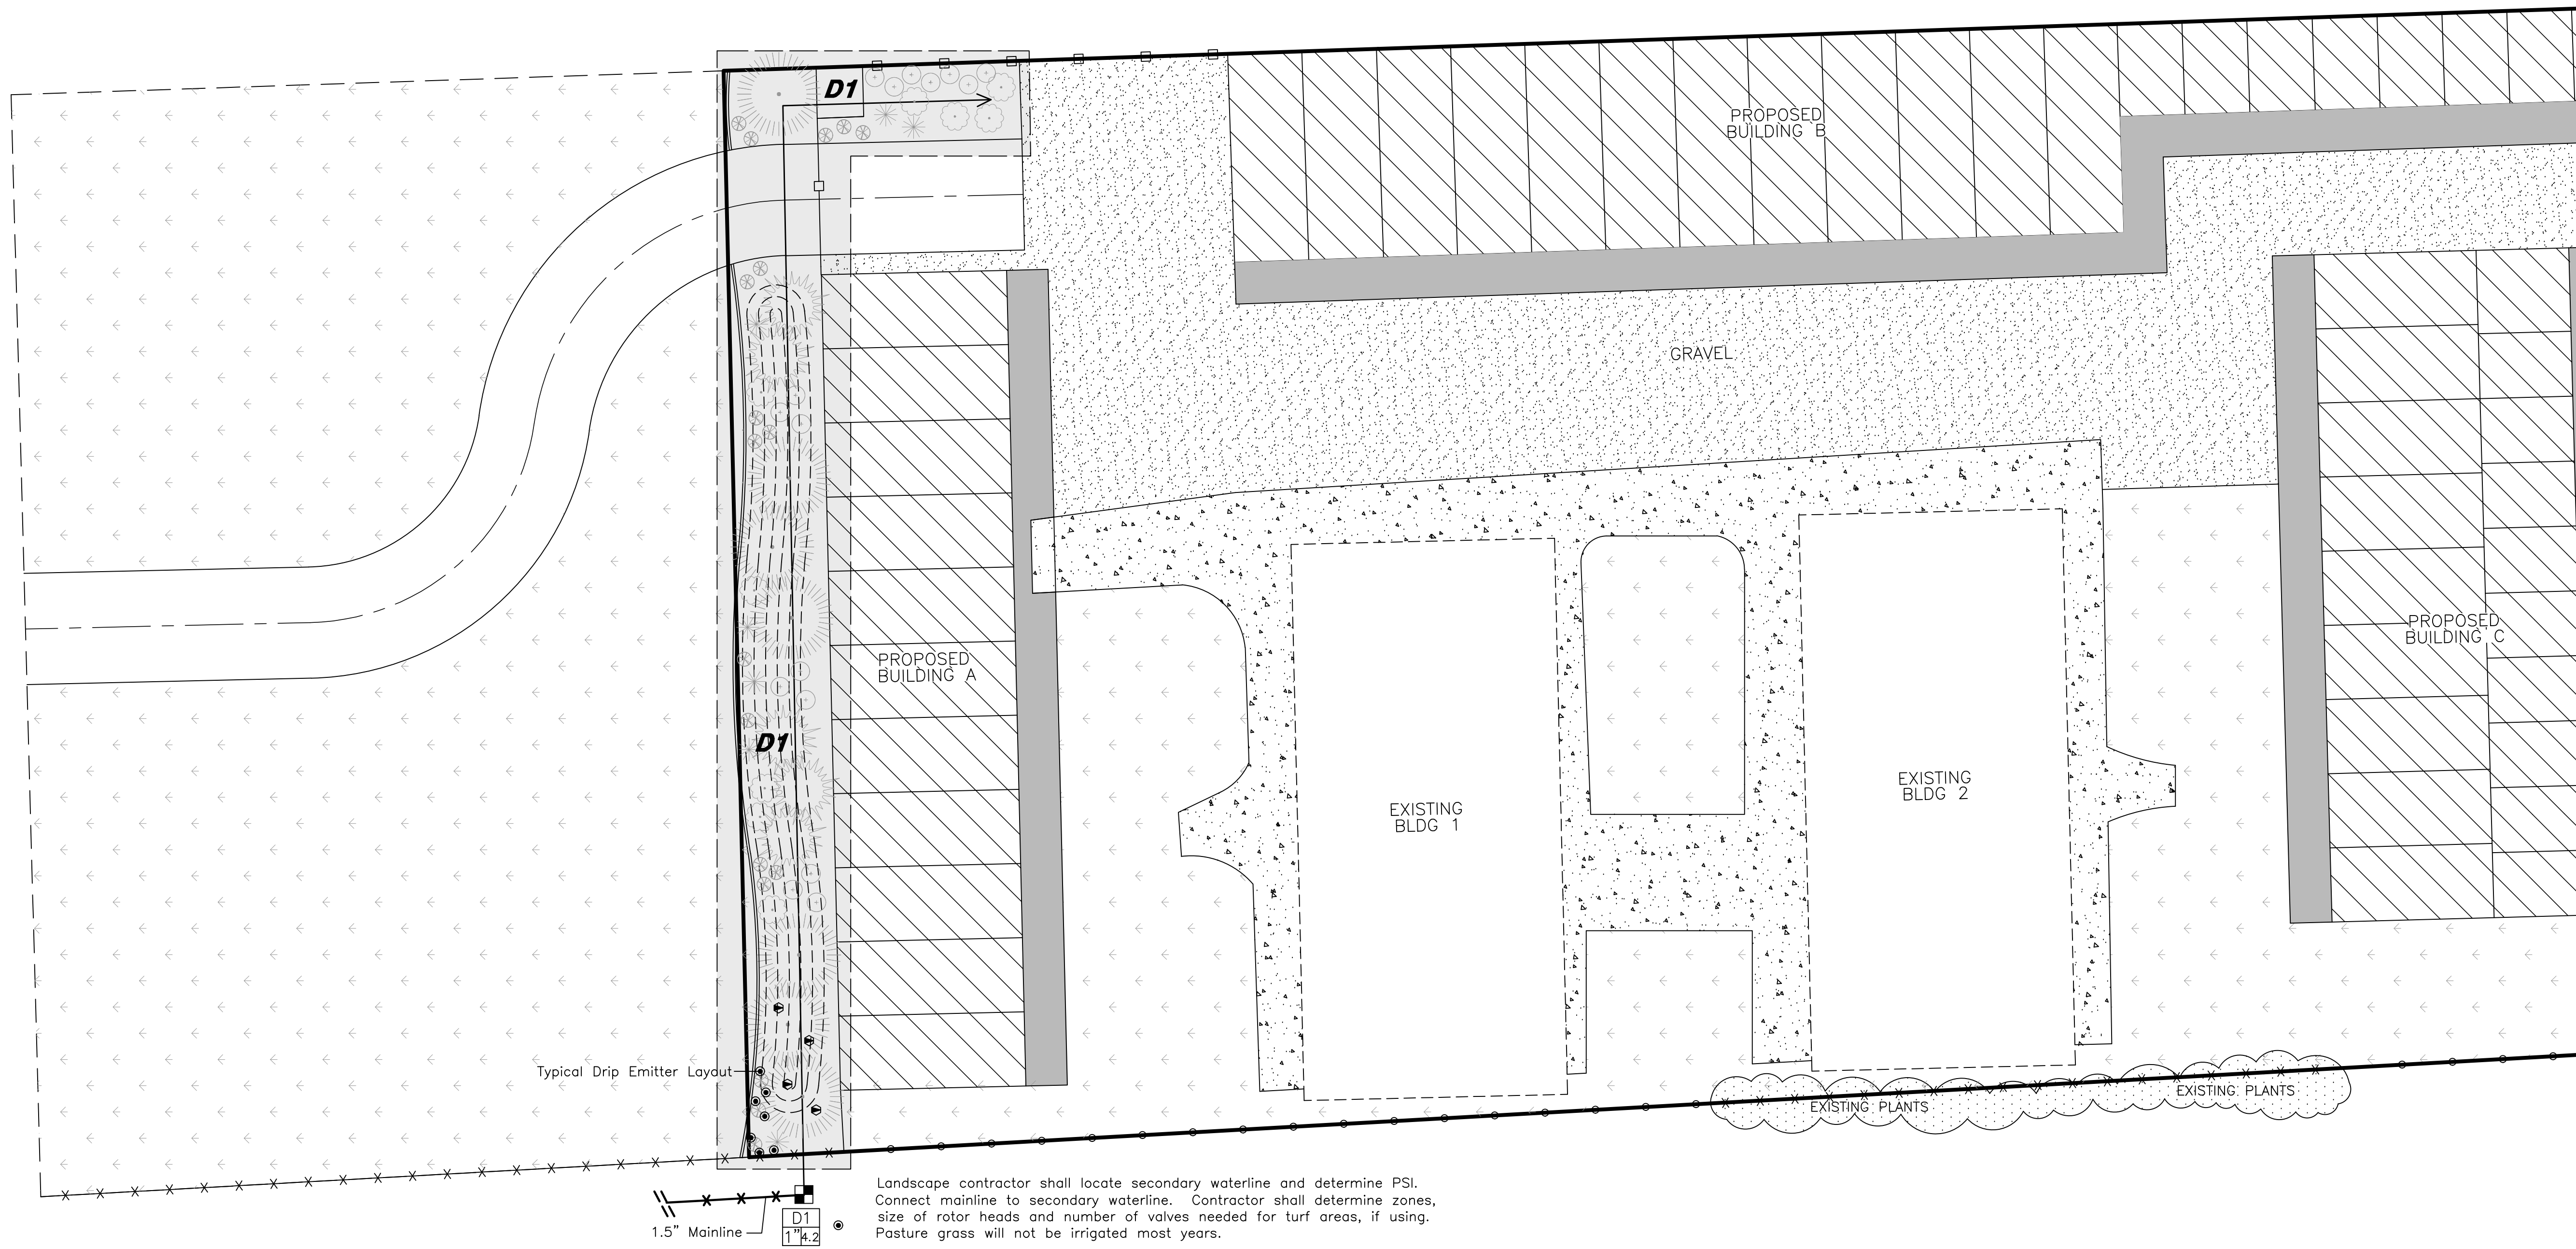 D1
PROPOSED
BUILDING B
GRAVEL
PROPOSED
BUILDING C
PROPOSED
BUILDING A
D1
EXISTING
BLDG 2
EXISTING
BLDG 1
Typical Drip Emitter Layout
EXISTING PLANTS
EXISTING PLANTS
1.5" Mainline
D1
1" 4.2
Landscape contractor shall locate secondary waterline and determine PSI.
Connect mainline to secondary waterline. Contractor shall determine zones,
size of rotor heads and number of valves needed for turf areas, if using.
Pasture grass will not be irrigated most years.